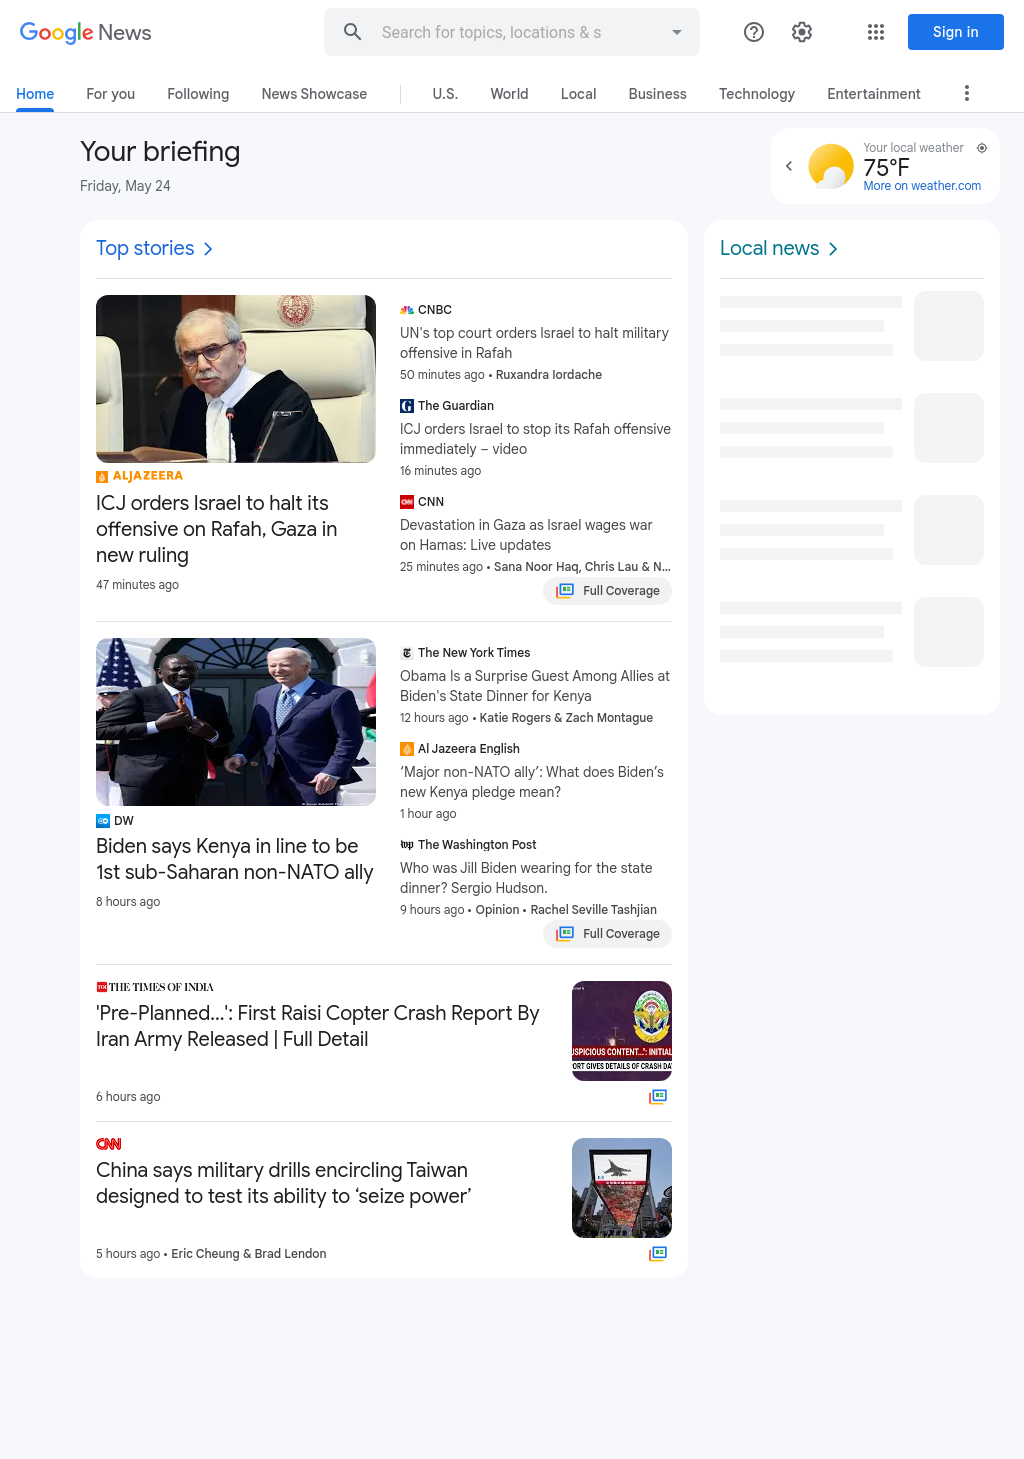 Google News
Search for topics, locations & s
Sign in
Home
For you
Following
News Showcase
U.S.
World
Local
Business
Technology
Entertainment
Your briefing
Friday, May 24
Your local weather
75°F
More on weather.com
Top stories
ALJAZEERA
ICJ orders Israel to halt its
offensive on Rafah, Gaza in
new ruling
47 minutes ago
CNBC
UN's top court orders Israel to halt military
offensive in Rafah
50 minutes ago • Ruxandra Iordache
The Guardian
ICJ orders Israel to stop its Rafah offensive
immediately – video
16 minutes ago
CNN
Devastation in Gaza as Israel wages war
on Hamas: Live updates
25 minutes ago • Sana Noor Haq, Chris Lau & N...
Full Coverage
DW
Biden says Kenya in line to be
1st sub-Saharan non-NATO ally
8 hours ago
The New York Times
Obama Is a Surprise Guest Among Allies at
Biden's State Dinner for Kenya
12 hours ago • Katie Rogers & Zach Montague
Al Jazeera English
‘Major non-NATO ally’: What does Biden’s
new Kenya pledge mean?
1 hour ago
The Washington Post
Who was Jill Biden wearing for the state
dinner? Sergio Hudson.
9 hours ago • Opinion • Rachel Seville Tashjian
Full Coverage
TOI THE TIMES OF INDIA
'Pre-Planned...': First Raisi Copter Crash Report By
Iran Army Released | Full Detail
6 hours ago
USPICIOUS CONTENT...': INITIAL
ORT GIVES DETAILS OF CRASH DA
CNN
China says military drills encircling Taiwan
designed to test its ability to ‘seize power’
5 hours ago • Eric Cheung & Brad Lendon
Local news